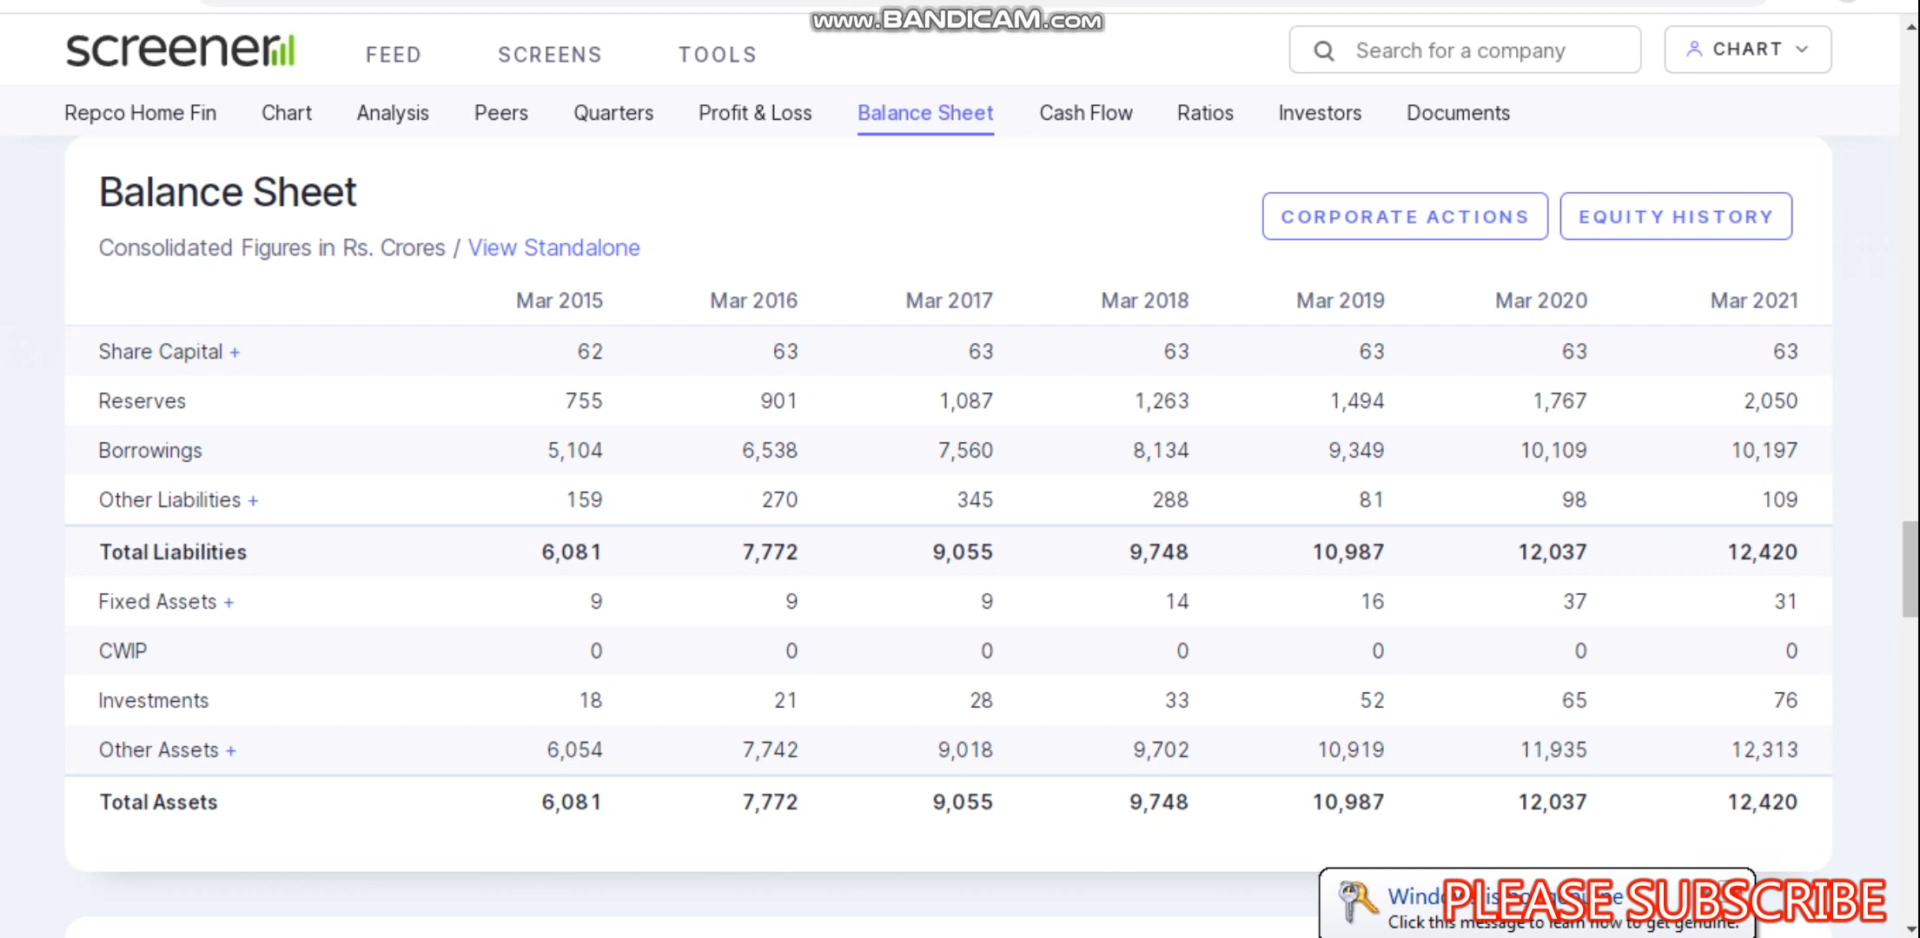 www.BANDICAM.com
screener
FEED SCREENS TOOLS Search for a company CHART
Repco Home Fin Chart Analysis Peers Quarters Profit & Loss Balance Sheet Cash Flow Ratios Investors Documents
Balance Sheet
CORPORATE ACTIONS EQUITY HISTORY
Consolidated Figures in Rs. Crores / View Standalone
Mar 2015 Mar 2016 Mar 2017 Mar 2018 Mar 2019 Mar 2020 Mar 2021
Share Capital + 62 63 63 63 63 63 63
Reserves 755 901 1,087 1,263 1,494 1,767 2,050
Borrowings 5,104 6,538 7,560 8,134 9,349 10,109 10,197
Other Liabilities + 159 270 345 288 81 98 109
Total Liabilities 6,081 7,772 9,055 9,748 10,987 12,037 12,420
Fixed Assets + 9 9 9 14 16 37 31
CWIP 0 0 0 0 0 0 0
Investments 18 21 28 33 52 65 76
Other Assets + 6,054 7,742 9,018 9,702 10,919 11,935 12,313
Total Assets 6,081 7,772 9,055 9,748 10,987 12,037 12,420
PLEASE SUBSCRIBE
Click this message to learn how to get genuine.